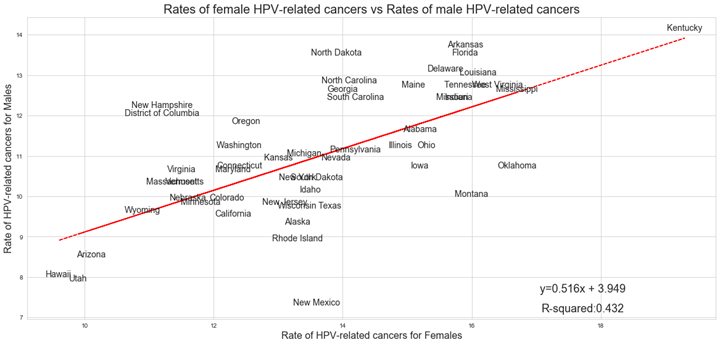 Rates of female HPV-related cancers vs Rates of male HPV-related cancers
Rate of HPV-related cancers for Males
14
13
12
11
10
9
8
7
Kentucky
Arkansas
North Dakota
Florida
Delaware
Louisiana
North Carolina
Maine
Tennessee
West Virginia
Georgia
Mississippi
South Carolina
Indiana
New Hampshire
District of Columbia
Oregon
Alabama
Washington
Illinois
Ohio
Pennsylvania
Michigan
Kansas
Nevada
Connecticut
Iowa
Oklahoma
Virginia
Maryland
New York
South Dakota
Massachusetts
Vermont
Idaho
Montana
Nebraska
Colorado
Minnesota
New Jersey
Wisconsin
Texas
Wyoming
California
Alaska
Rhode Island
Arizona
Hawaii
Utah
New Mexico
y=0.516x + 3.949
R-squared:0.432
10
12
14
16
18
Rate of HPV-related cancers for Females